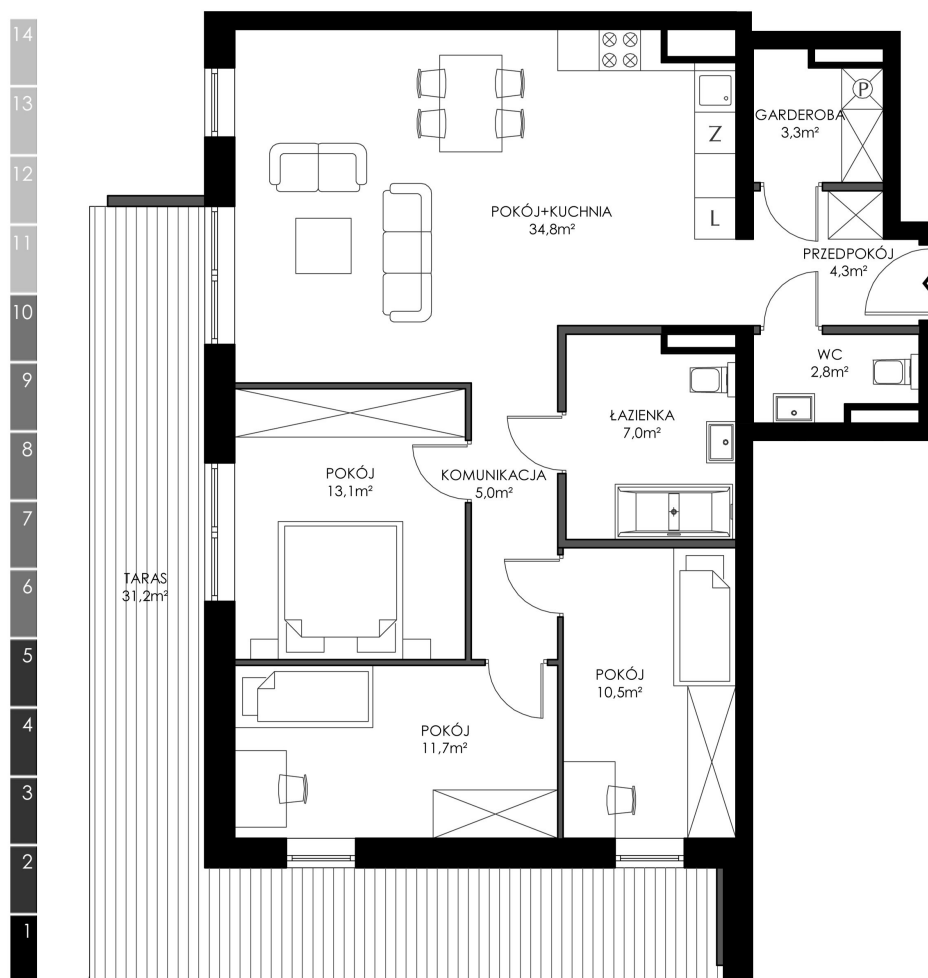 14
13
12
11
10
9
8
7
6
5
4
3
2
1
P
GARDEROBA
3,3m²
Z
L
POKÓJ+KUCHNIA
34,8m²
PRZEDPOKÓJ
4,3m²
WC
2,8m²
ŁAZIENKA
7,0m²
POKÓJ
13,1m²
KOMUNIKACJA
5,0m²
TARAS
31,2m²
POKÓJ
10,5m²
POKÓJ
11,7m²